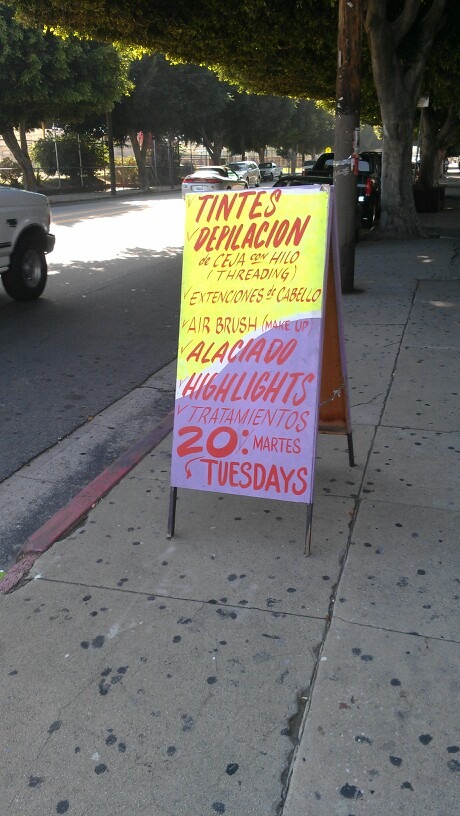 TINTES
✓ DEPILACION
de CEJA con HILO
(THREADING)
✓ EXTENCIONES de CABELLO
✓ AIR BRUSH (MAKE UP)
✓ ALACIADO
✓ HIGHLIGHTS
✓ TRATAMIENTOS
20% MARTES
TUESDAYS